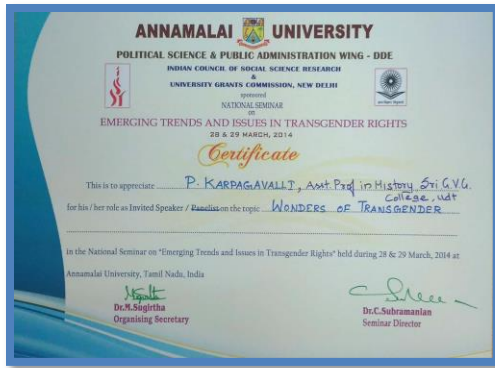 ANNAMALAI UNIVERSITY
POLITICAL SCIENCE & PUBLIC ADMINISTRATION WING - DDE
INDIAN COUNCIL OF SOCIAL SCIENCE RESEARCH
&
UNIVERSITY GRANTS COMMISSION, NEW DELHI
sponsored
NATIONAL SEMINAR
on
EMERGING TRENDS AND ISSUES IN TRANSGENDER RIGHTS
28 & 29 MARCH, 2014
Certificate
This is to appreciate P. KARPAGAVALLI, Asst. Prof in History, Sri G.V.G.
College, udt
for his / her role as Invited Speaker / Panelist on the topic WONDERS OF TRANSGENDER
in the National Seminar on "Emerging Trends and Issues in Transgender Rights" held during 28 & 29 March, 2014 at
Annamalai University, Tamil Nadu, India
Dr.M.Sugirtha
Organising Secretary
Dr.C.Subramanian
Seminar Director